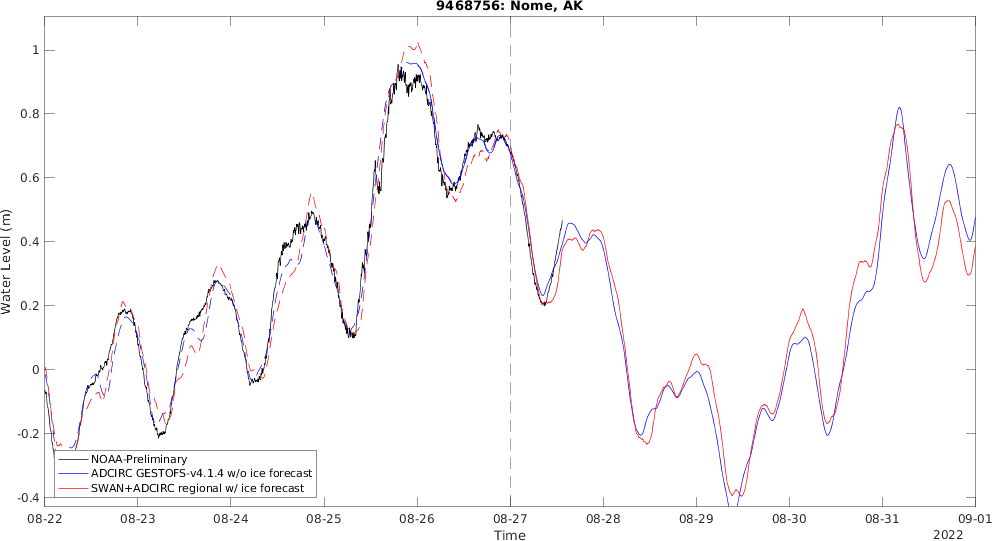 9468756: Nome, AK
Water Level (m)
1
0.8
0.6
0.4
0.2
0
-0.2
-0.4
NOAA-Preliminary
ADCIRC GESTOFS-v4.1.4 w/o ice forecast
SWAN+ADCIRC regional w/ ice forecast
08-22 08-23 08-24 08-25 08-26 08-27 08-28 08-29 08-30 08-31 09-01
Time
2022